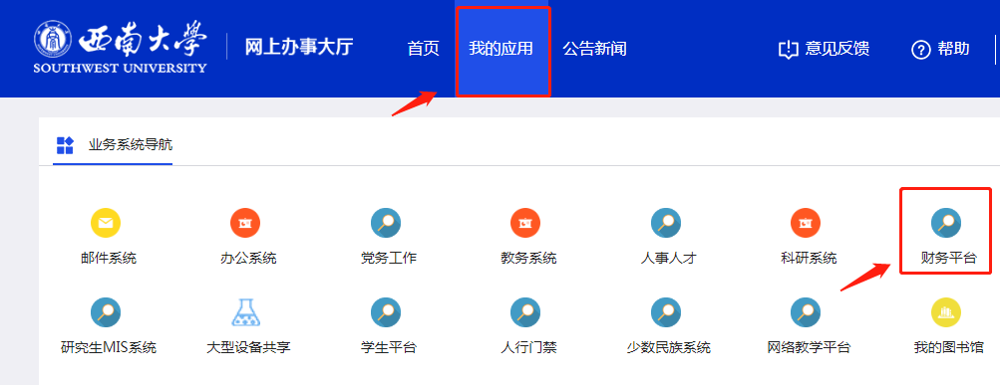 西南大学
SOUTHWEST UNIVERSITY
网上办事大厅
首页 我的应用 公告新闻 意见反馈 帮助
业务系统导航
邮件系统 办公系统 党务工作 教务系统 人事人才 科研系统 财务平台
研究生MIS系统 大型设备共享 学生平台 人行门禁 少数民族系统 网络教学平台 我的图书馆